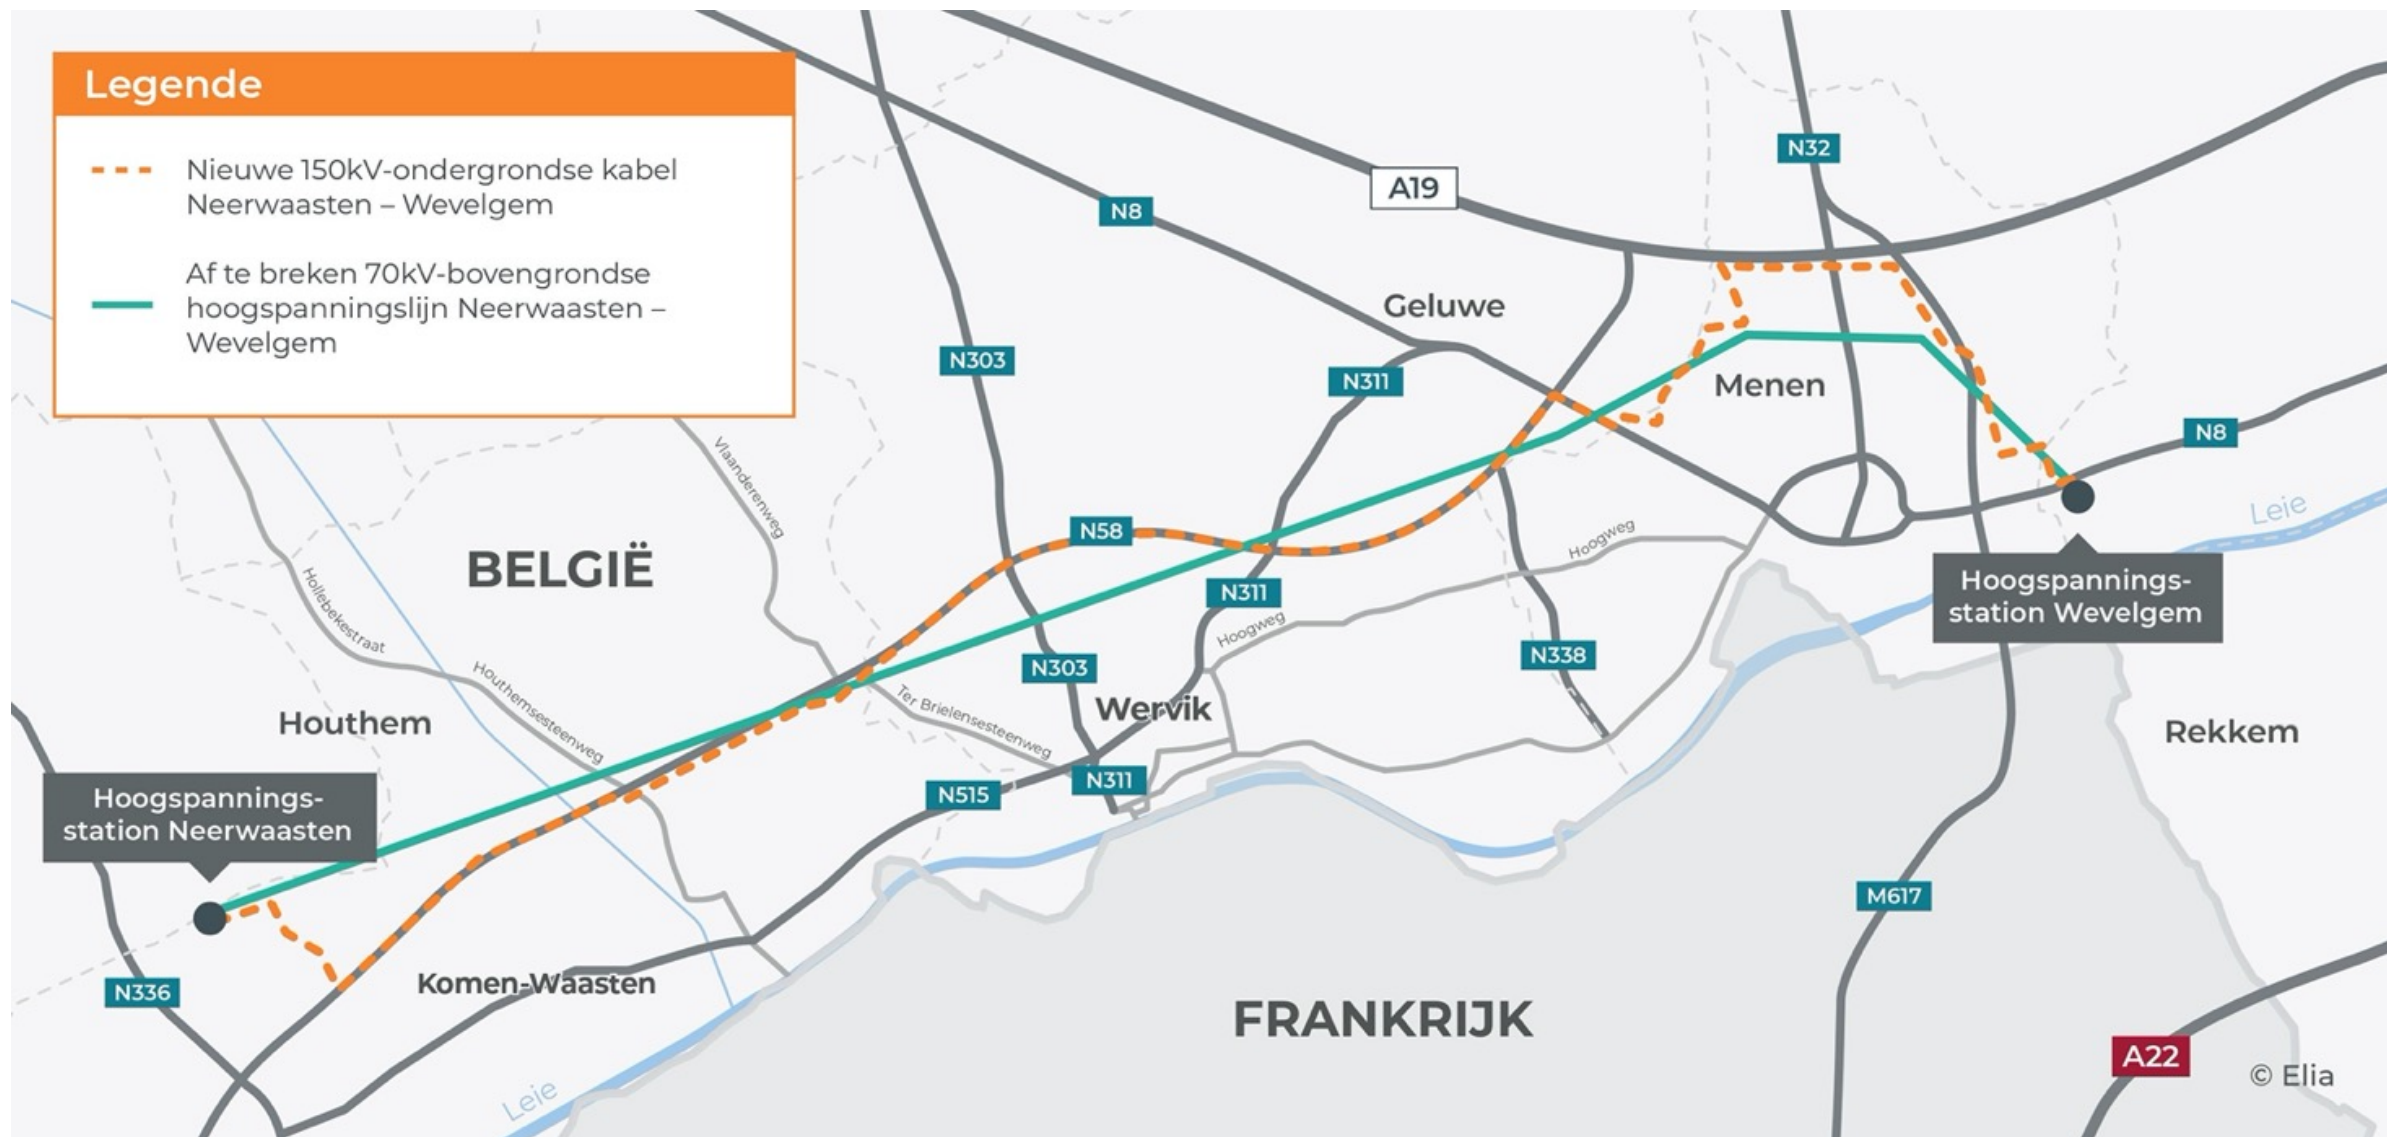 Legende
Nieuwe 150kV-ondergrondse kabel
Neerwaasten – Wevelgem
Af te breken 70kV-bovengrondse
hoogspanningslijn Neerwaasten –
Wevelgem
A19
N32
N8
Geluwe
N303
N311
Menen
N8
Vlaanderenweg
Leie
N58
Hoogweg
BELGIË
Hollebekestraat
N311
Hoogspannings-
station Wevelgem
Hoogweg
N338
N303
Houthemsesteenweg
Ter Brielensesteenweg
Wervik
Houthem
Rekkem
N311
N515
Hoogspannings-
station Neerwaasten
M617
Komen-Waasten
N336
FRANKRIJK
A22
© Elia
Leie